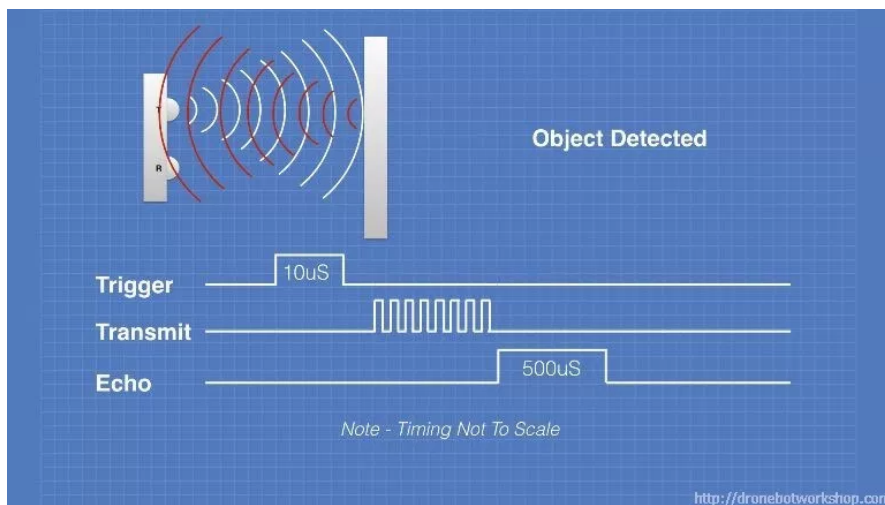 T
Object Detected
R
10uS
Trigger
Transmit
500uS
Echo
Note - Timing Not To Scale
http://dronebotworkshop.com